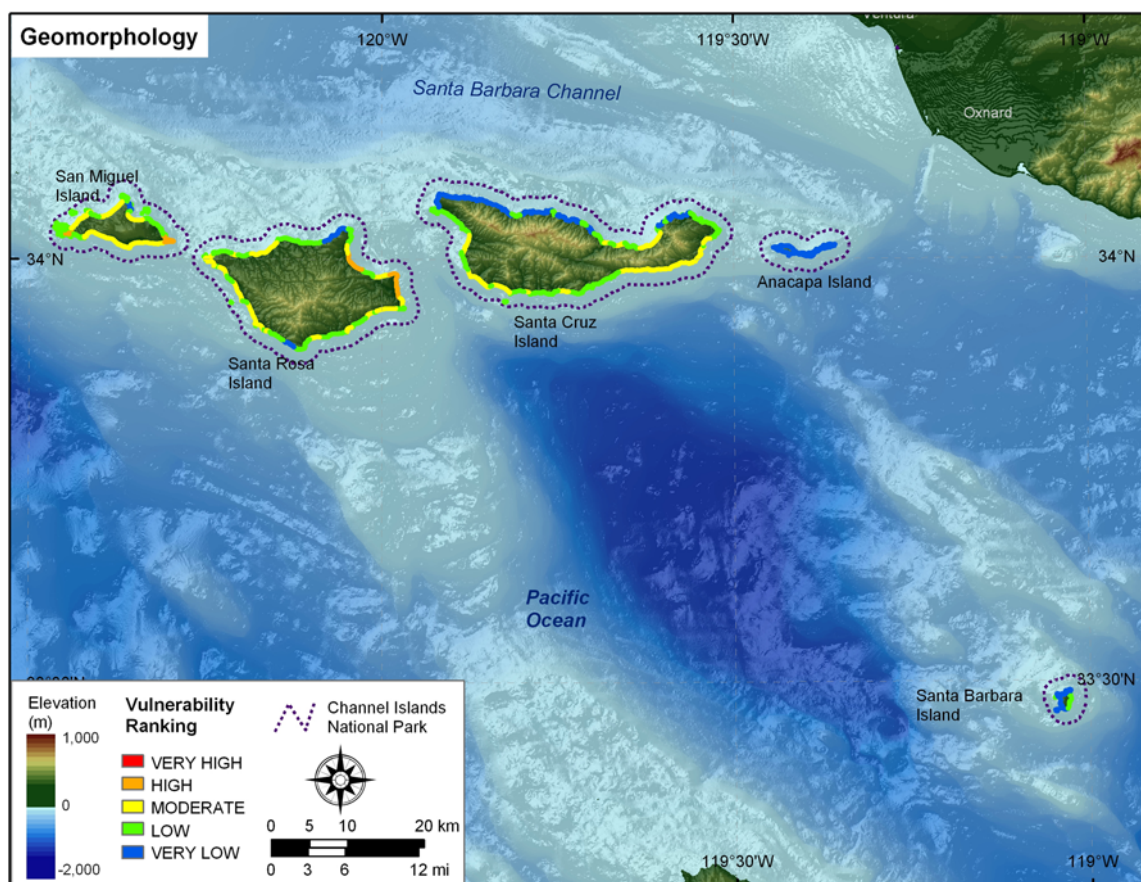 Geomorphology
120°W
119°30'W
119°W
Ventura
Oxnard
Santa Barbara Channel
San Miguel
Island
34°N
34°N
Anacapa Island
Santa Cruz
Island
Santa Rosa
Island
Pacific
Ocean
33°30'N
Santa Barbara
Island
Elevation
(m)
1,000
0
-2,000
Vulnerability
Ranking
VERY HIGH
HIGH
MODERATE
LOW
VERY LOW
Channel Islands
National Park
0 5 10 20 km
0 3 6 12 mi
119°30'W
119°W